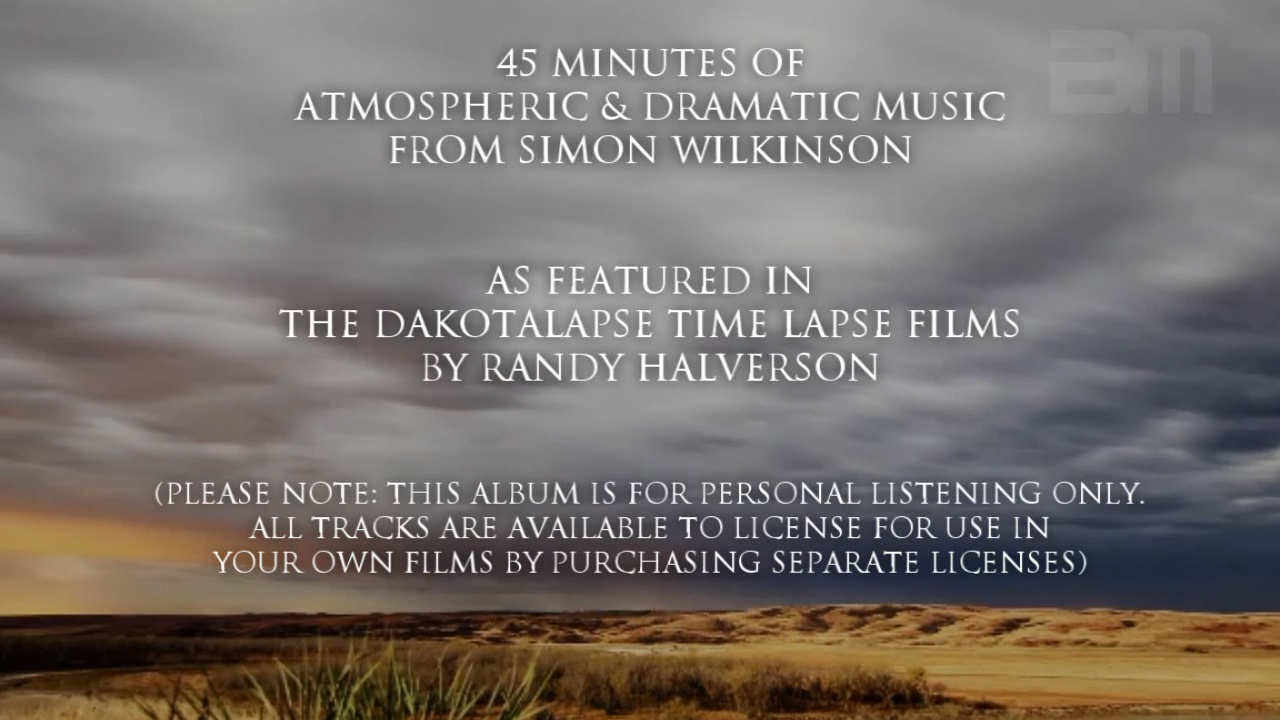 45 MINUTES OF
ATMOSPHERIC & DRAMATIC MUSIC
FROM SIMON WILKINSON
AS FEATURED IN
THE DAKOTALAPSE TIME LAPSE FILMS
BY RANDY HALVERSON
(PLEASE NOTE: THIS ALBUM IS FOR PERSONAL LISTENING ONLY.
ALL TRACKS ARE AVAILABLE TO LICENSE FOR USE IN
YOUR OWN FILMS BY PURCHASING SEPARATE LICENSES)